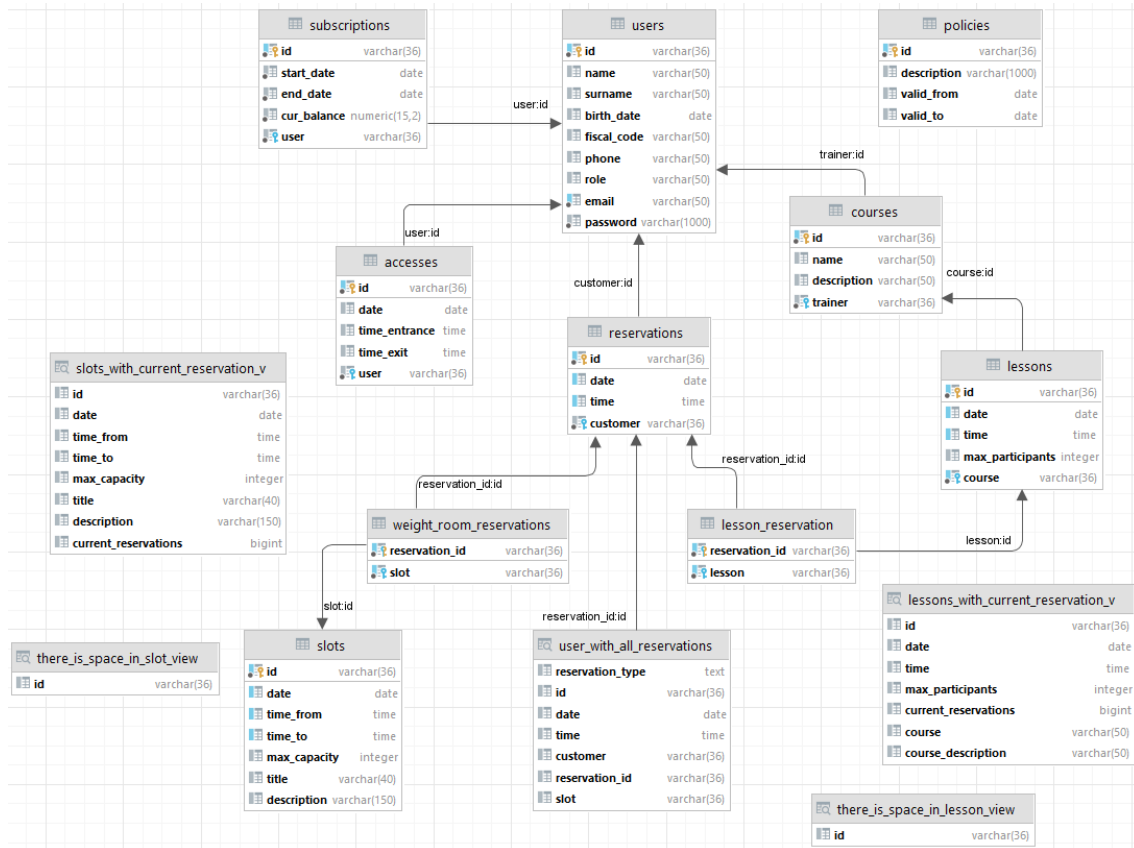 subscriptions
id varchar(36)
start_date date
end_date date
cur_balance numeric(15,2)
user varchar(36)
user:id
users
id varchar(36)
name varchar(50)
surname varchar(50)
birth_date date
fiscal_code varchar(50)
phone varchar(50)
role varchar(50)
email varchar(50)
password varchar(1000)
policies
id varchar(36)
description varchar(1000)
valid_from date
valid_to date
trainer:id
courses
id varchar(36)
name varchar(50)
description varchar(50)
trainer varchar(36)
user:id
accesses
id varchar(36)
date date
time_entrance time
time_exit time
user varchar(36)
customer:id
course:id
reservations
id varchar(36)
date date
time time
customer varchar(36)
slots_with_current_reservation_v
id varchar(36)
date date
time_from time
time_to time
max_capacity integer
title varchar(40)
description varchar(150)
current_reservations bigint
lessons
id varchar(36)
date date
time time
max_participants integer
course varchar(36)
reservation_id:id
reservation_id:id
weight_room_reservations
reservation_id varchar(36)
slot varchar(36)
lesson_reservation
reservation_id varchar(36)
lesson varchar(36)
lesson:id
slot:id
reservation_id:id
there_is_space_in_slot_view
id varchar(36)
slots
id varchar(36)
date date
time_from time
time_to time
max_capacity integer
title varchar(40)
description varchar(150)
user_with_all_reservations
reservation_type text
id varchar(36)
date date
time time
customer varchar(36)
reservation_id varchar(36)
slot varchar(36)
lessons_with_current_reservation_v
id varchar(36)
date date
time time
max_participants integer
current_reservations bigint
course varchar(50)
course_description varchar(50)
there_is_space_in_lesson_view
id varchar(36)